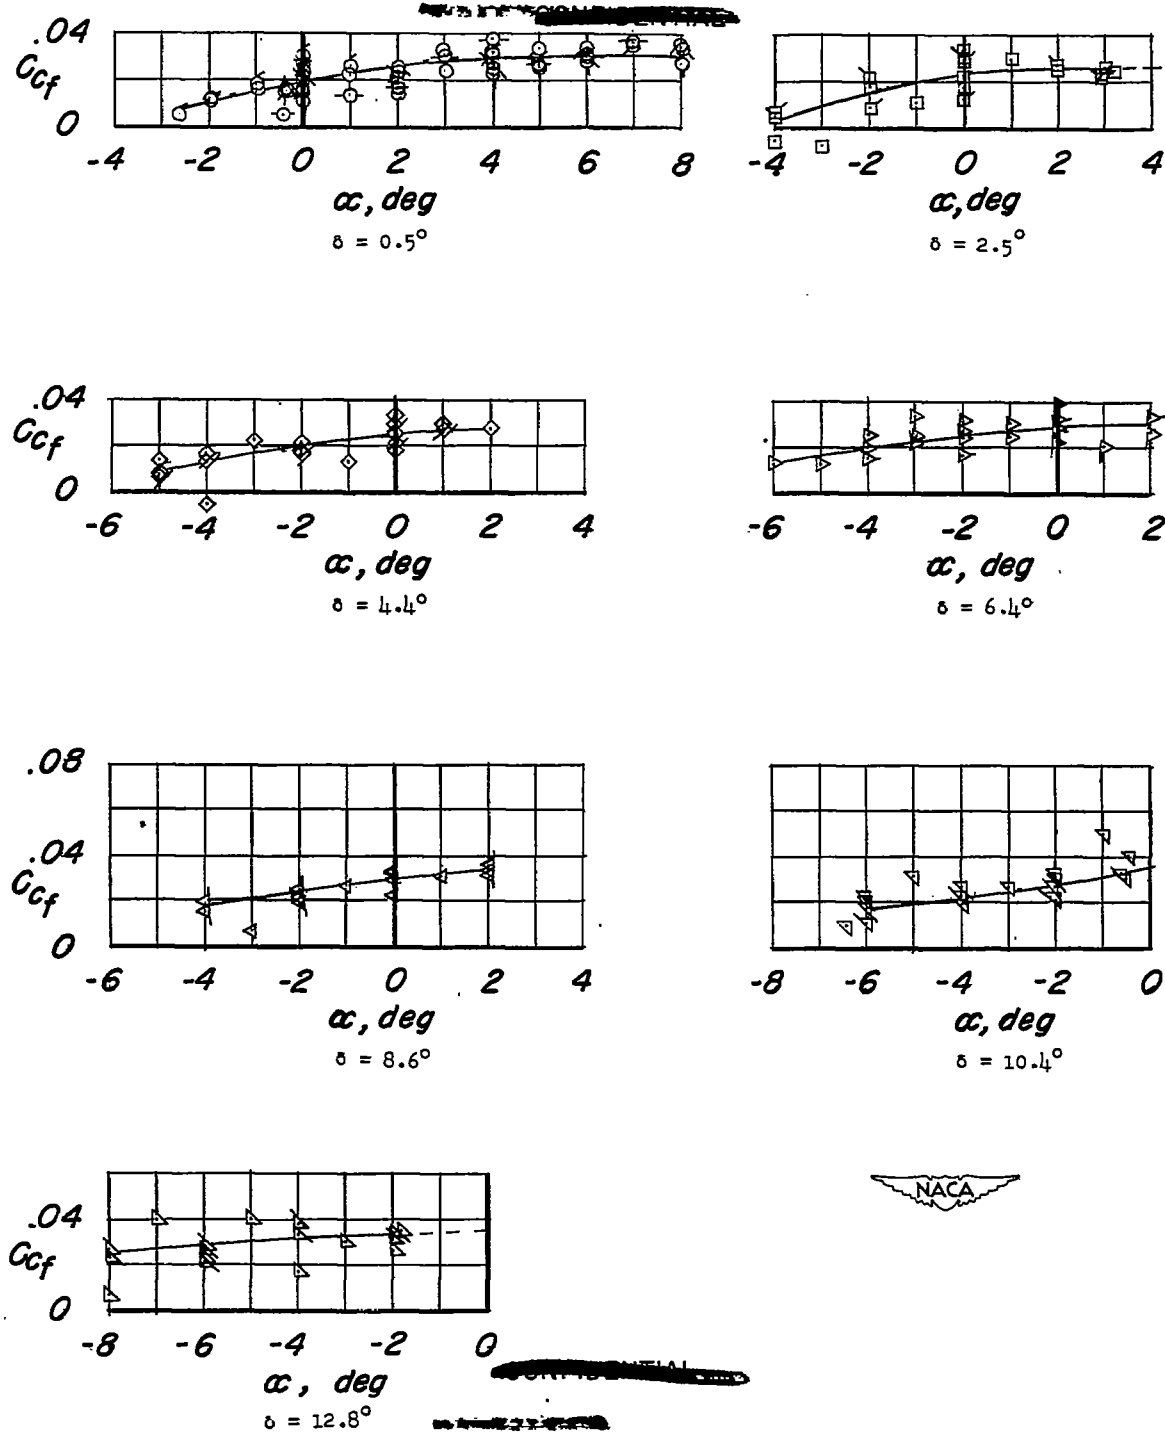 .04
Ccf
0
-4 -2 0 2 4 6 8
α, deg
δ = 0.5°
-4 -2 0 2 4
α, deg
δ = 2.5°
.04
Ccf
0
-6 -4 -2 0 2
α, deg
δ = 4.4°
-6 -4 -2 0 2
α, deg
δ = 6.4°
.08
.04
Ccf
0
-6 -4 -2 0 2 4
α, deg
δ = 8.6°
-8 -6 -4 -2 0
α, deg
δ = 10.4°
.04
Ccf
0
-8 -6 -4 -2 0
α, deg
δ = 12.8°
NACA
CONFIDENTIAL